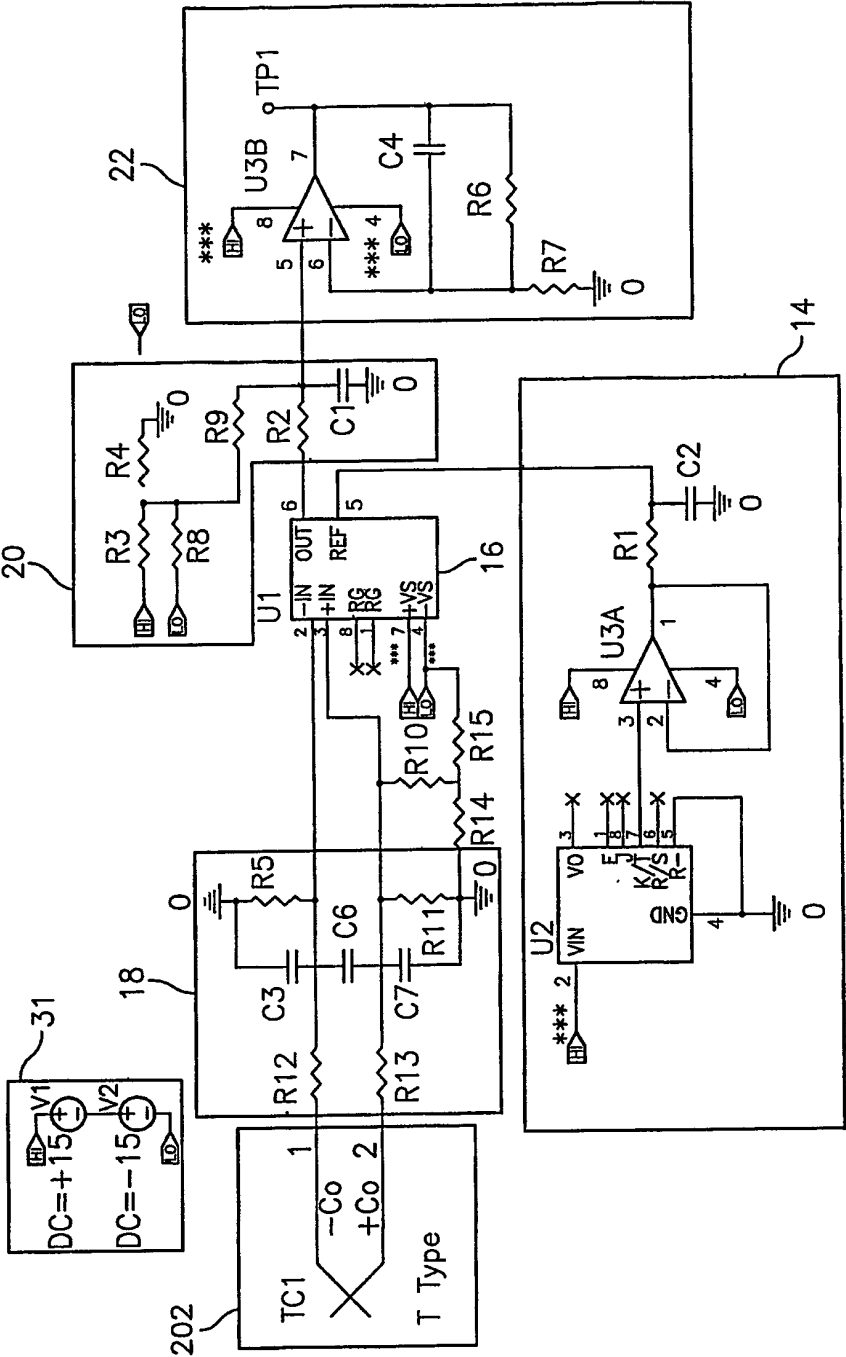 31
V1
HI
DC=+15
V2
DC=-15
LO
202
TC1
-Co
+Co
T Type
1
2
18
R12
R13
C3
C6
C7
R5
R11
0
0
R14
R15
R10
20
R3
R4
0
R8
R9
HI
LO
R2
C1
0
LO
U1
2
3
8
1
7
4
-IN
+IN
RG
RG
+VS
-VS
OUT
REF
6
5
***
***
HI
LO
16
22
***
HI
8
U3B
5
6
7
TP1
*** 4
LO
C4
R6
R7
0
14
U2
***
HI
2
VIN
VO
3
E
1
J
8
K/T
7
R/S
6
R-
5
GND
4
0
U3A
HI
8
3
2
1
4
LO
R1
C2
0